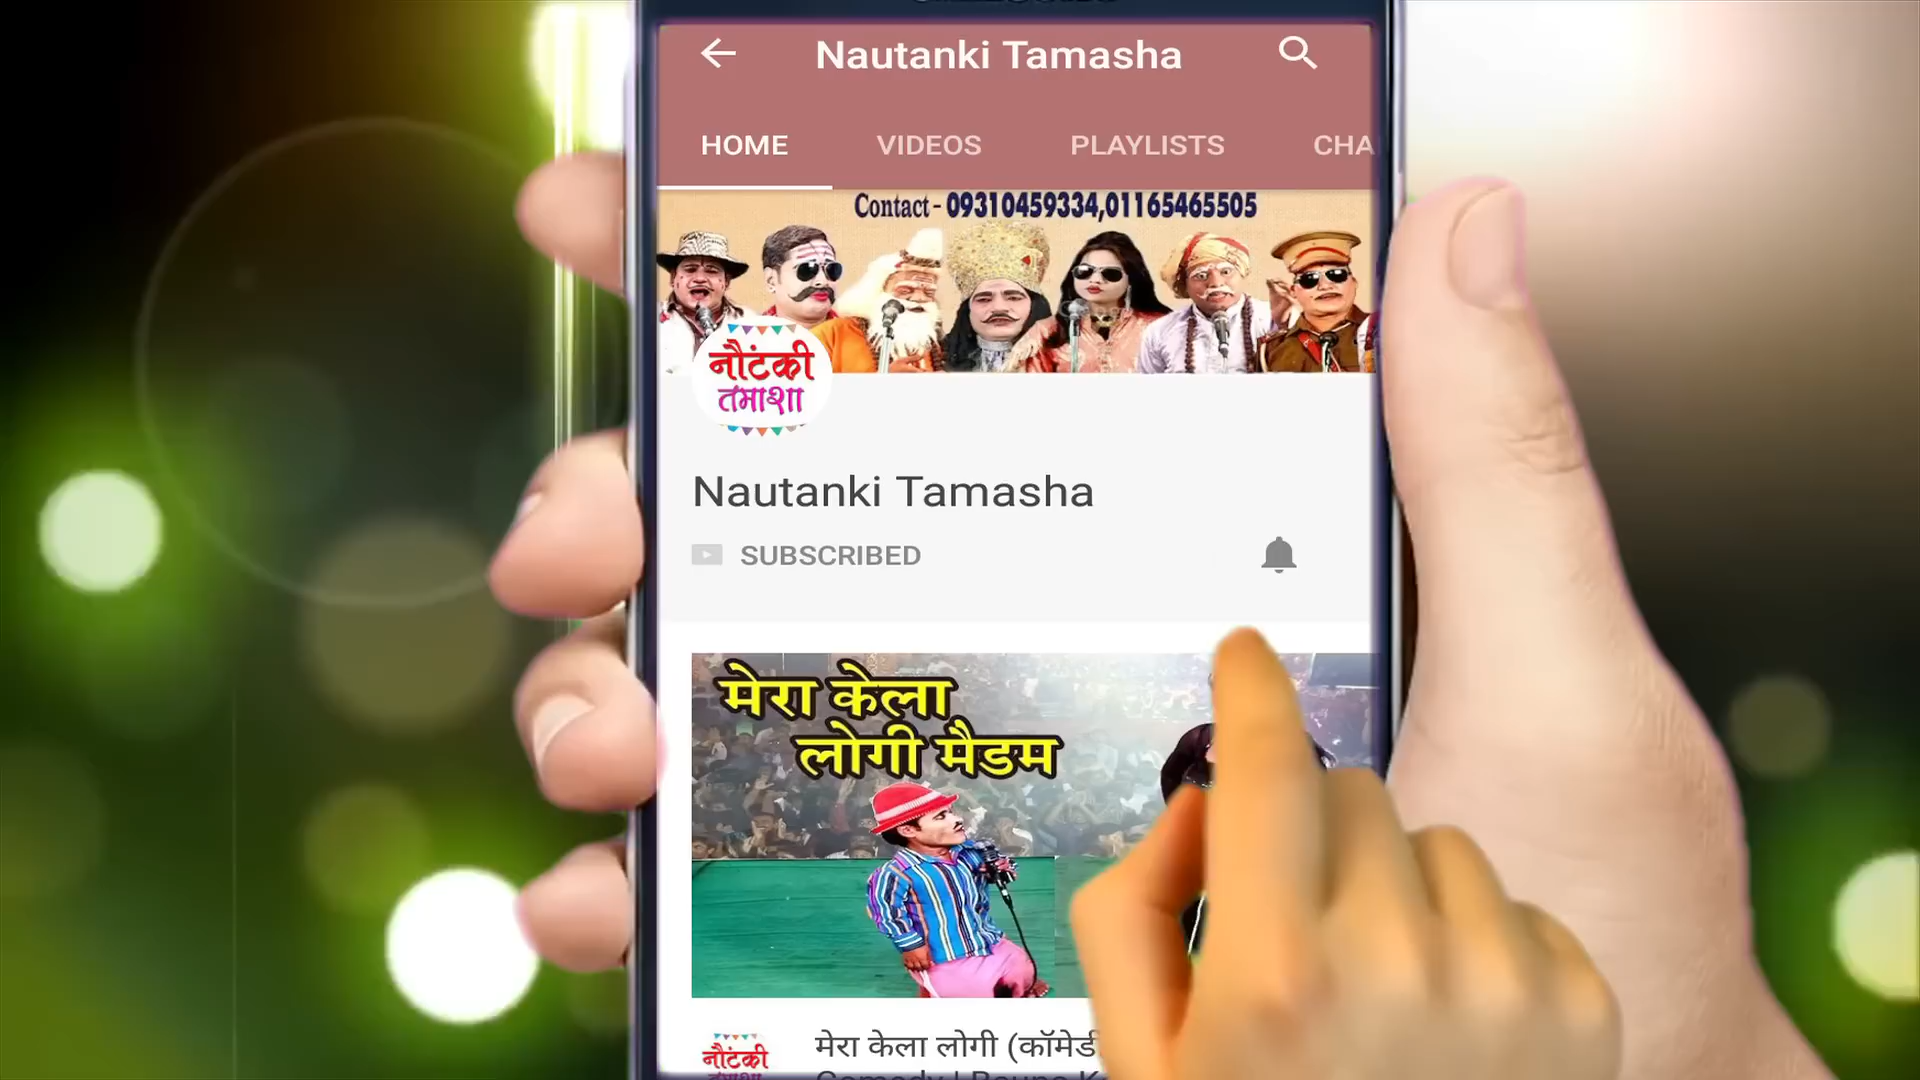 Nautanki Tamasha
HOME VIDEOS PLAYLISTS CHA
Contact - 09310459334,01165465505
नौटंकी
तमाशा
Nautanki Tamasha
SUBSCRIBED
मेरा केला
लोगी मैडम
मेरा केला लोगी (कॉमेडी
नौटंकी